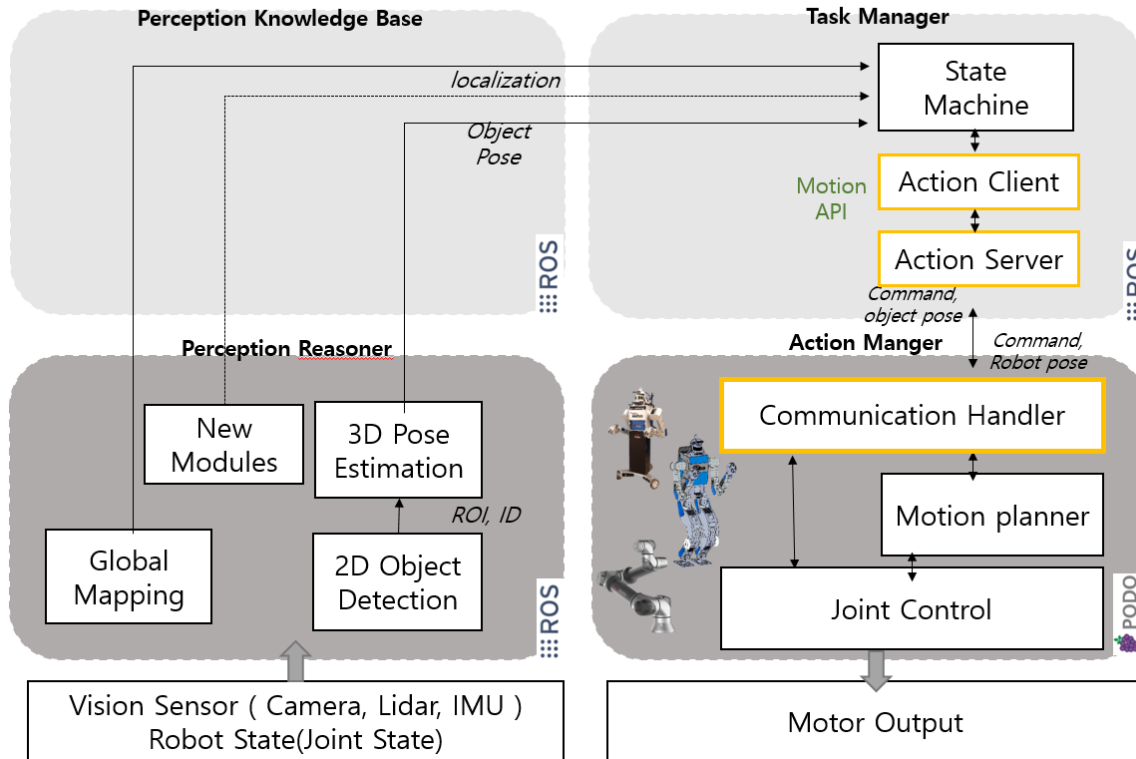 Perception Knowledge Base
localization
Object
Pose
ROS
Task Manager
State
Machine
Motion
API
Action Client
Action Server
Command,
object pose
ROS
Perception Reasoner
New
Modules
3D Pose
Estimation
ROI, ID
Global
Mapping
2D Object
Detection
ROS
Action Manger
Command,
Robot pose
Communication Handler
Motion planner
Joint Control
PODO
Vision Sensor ( Camera, Lidar, IMU )
Robot State(Joint State)
Motor Output